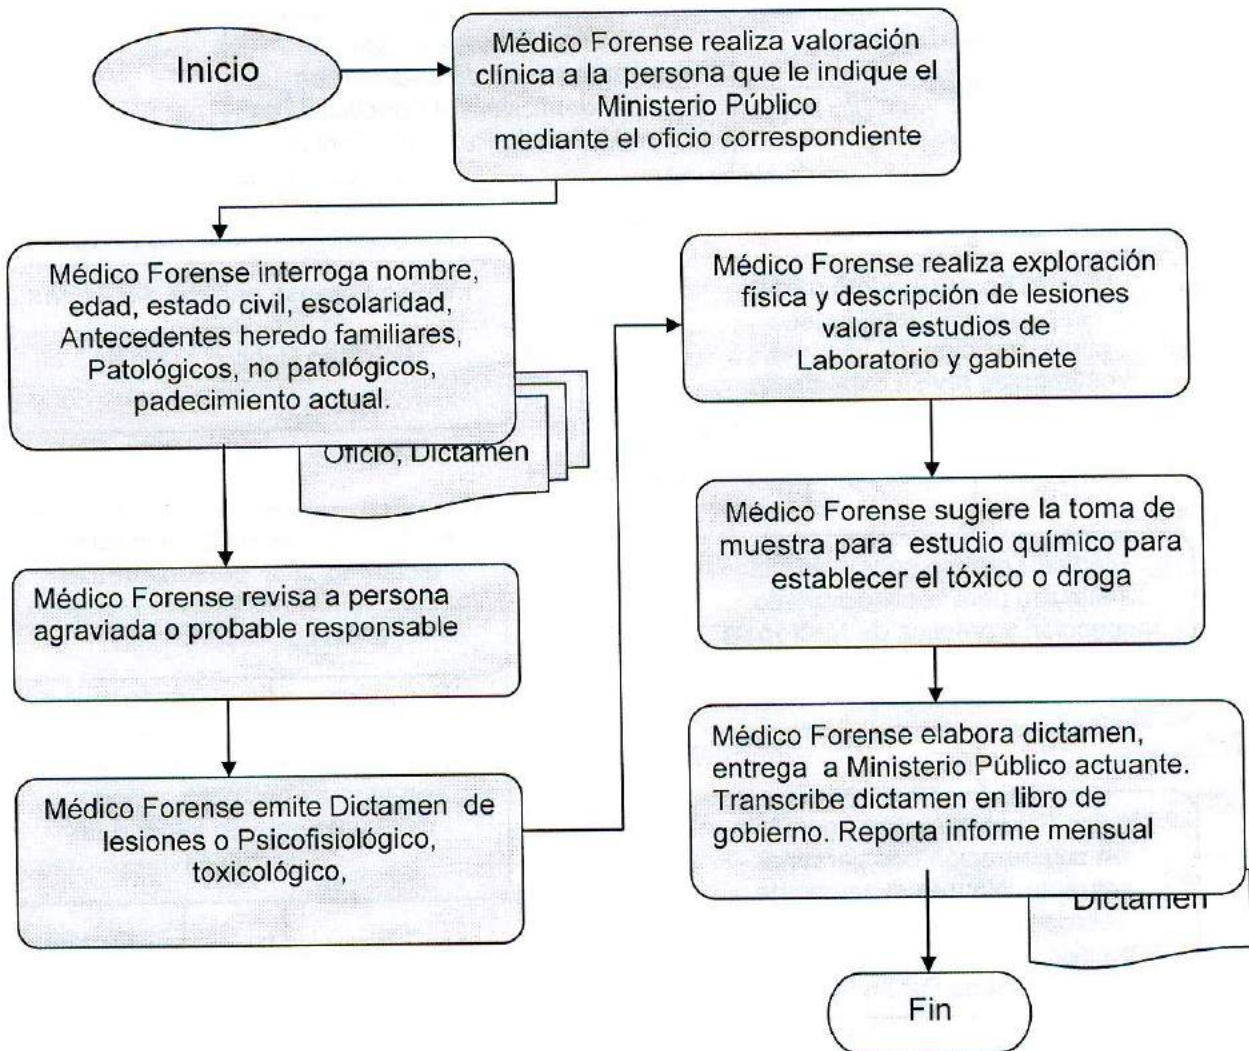 Inicio
Médico Forense realiza valoración
clínica a la persona que le indique el
Ministerio Público
mediante el oficio correspondiente
Médico Forense interroga nombre,
edad, estado civil, escolaridad,
Antecedentes heredo familiares,
Patológicos, no patológicos,
padecimiento actual.
Oficio, Dictamen
Médico Forense revisa a persona
agraviada o probable responsable
Médico Forense emite Dictamen de
lesiones o Psicofisiológico,
toxicológico,
Médico Forense realiza exploración
física y descripción de lesiones
valora estudios de
Laboratorio y gabinete
Médico Forense sugiere la toma de
muestra para estudio químico para
establecer el tóxico o droga
Médico Forense elabora dictamen,
entrega a Ministerio Público actuante.
Transcribe dictamen en libro de
gobierno. Reporta informe mensual
Dictamen
Fin